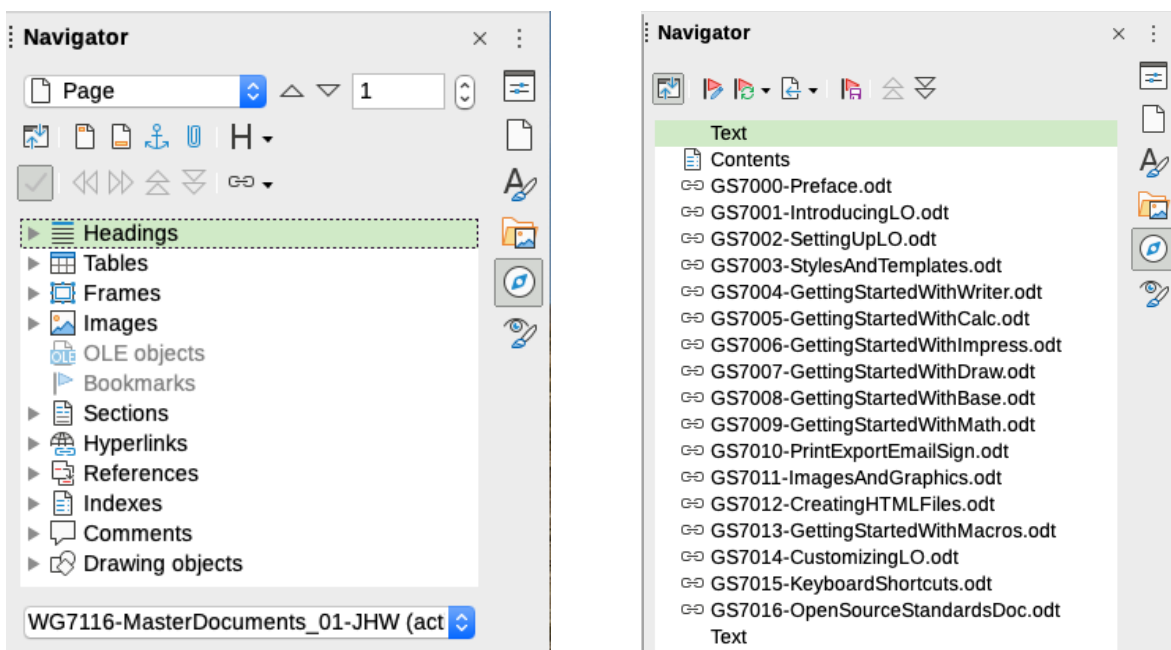 Navigator
Page
1
H
Headings
Tables
Frames
Images
OLE objects
Bookmarks
Sections
Hyperlinks
References
Indexes
Comments
Drawing objects
WG7116-MasterDocuments_01-JHW (act
Navigator
Text
Contents
GS7000-Preface.odt
GS7001-IntroducingLO.odt
GS7002-SettingUpLO.odt
GS7003-StylesAndTemplates.odt
GS7004-GettingStartedWithWriter.odt
GS7005-GettingStartedWithCalc.odt
GS7006-GettingStartedWithImpress.odt
GS7007-GettingStartedWithDraw.odt
GS7008-GettingStartedWithBase.odt
GS7009-GettingStartedWithMath.odt
GS7010-PrintExportEmailSign.odt
GS7011-ImagesAndGraphics.odt
GS7012-CreatingHTMLFiles.odt
GS7013-GettingStartedWithMacros.odt
GS7014-CustomizingLO.odt
GS7015-KeyboardShortcuts.odt
GS7016-OpenSourceStandardsDoc.odt
Text